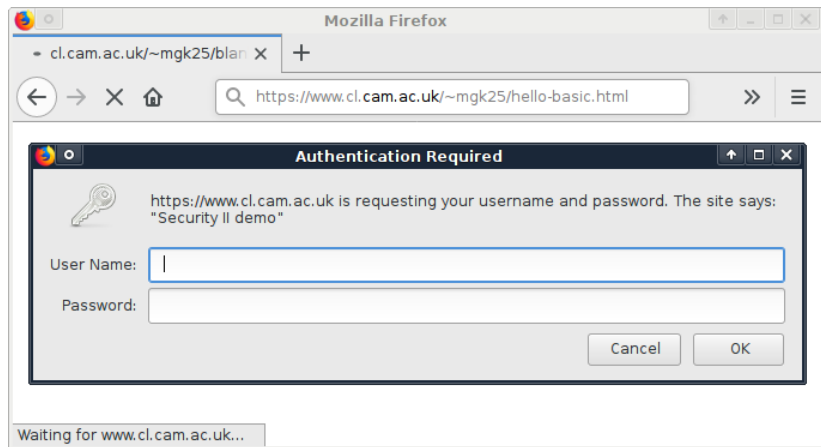 Mozilla Firefox
cl.cam.ac.uk/~mgk25/blan
https://www.cl.cam.ac.uk/~mgk25/hello-basic.html
Authentication Required
https://www.cl.cam.ac.uk is requesting your username and password. The site says:
"Security II demo"
User Name:
Password:
Cancel OK
Waiting for www.cl.cam.ac.uk...